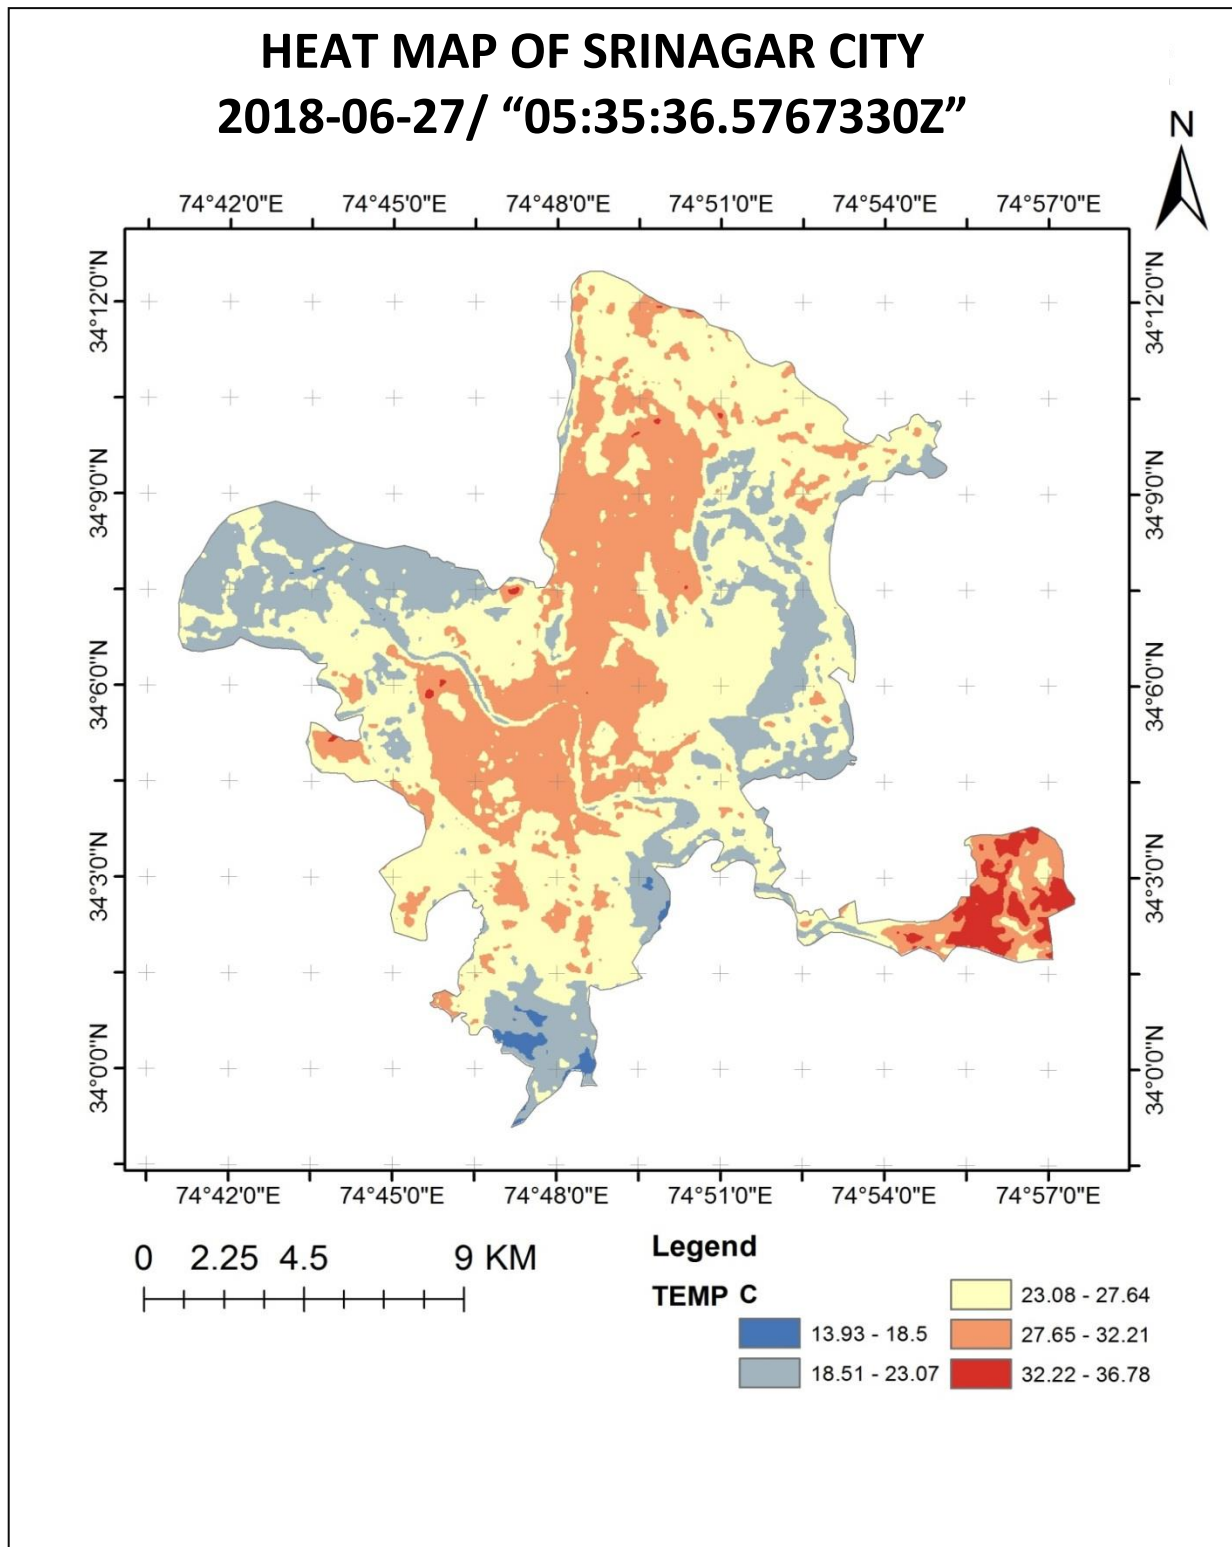 HEAT MAP OF SRINAGAR CITY
2018-06-27/ “05:35:36.5767330Z”
N
74°42'0"E 74°45'0"E 74°48'0"E 74°51'0"E 74°54'0"E 74°57'0"E
34°12'0"N 34°12'0"N
34°9'0"N 34°9'0"N
34°6'0"N 34°6'0"N
34°3'0"N 34°3'0"N
34°0'0"N 34°0'0"N
74°42'0"E 74°45'0"E 74°48'0"E 74°51'0"E 74°54'0"E 74°57'0"E
0 2.25 4.5 9 KM
Legend
TEMP C
13.93 - 18.5
18.51 - 23.07
23.08 - 27.64
27.65 - 32.21
32.22 - 36.78